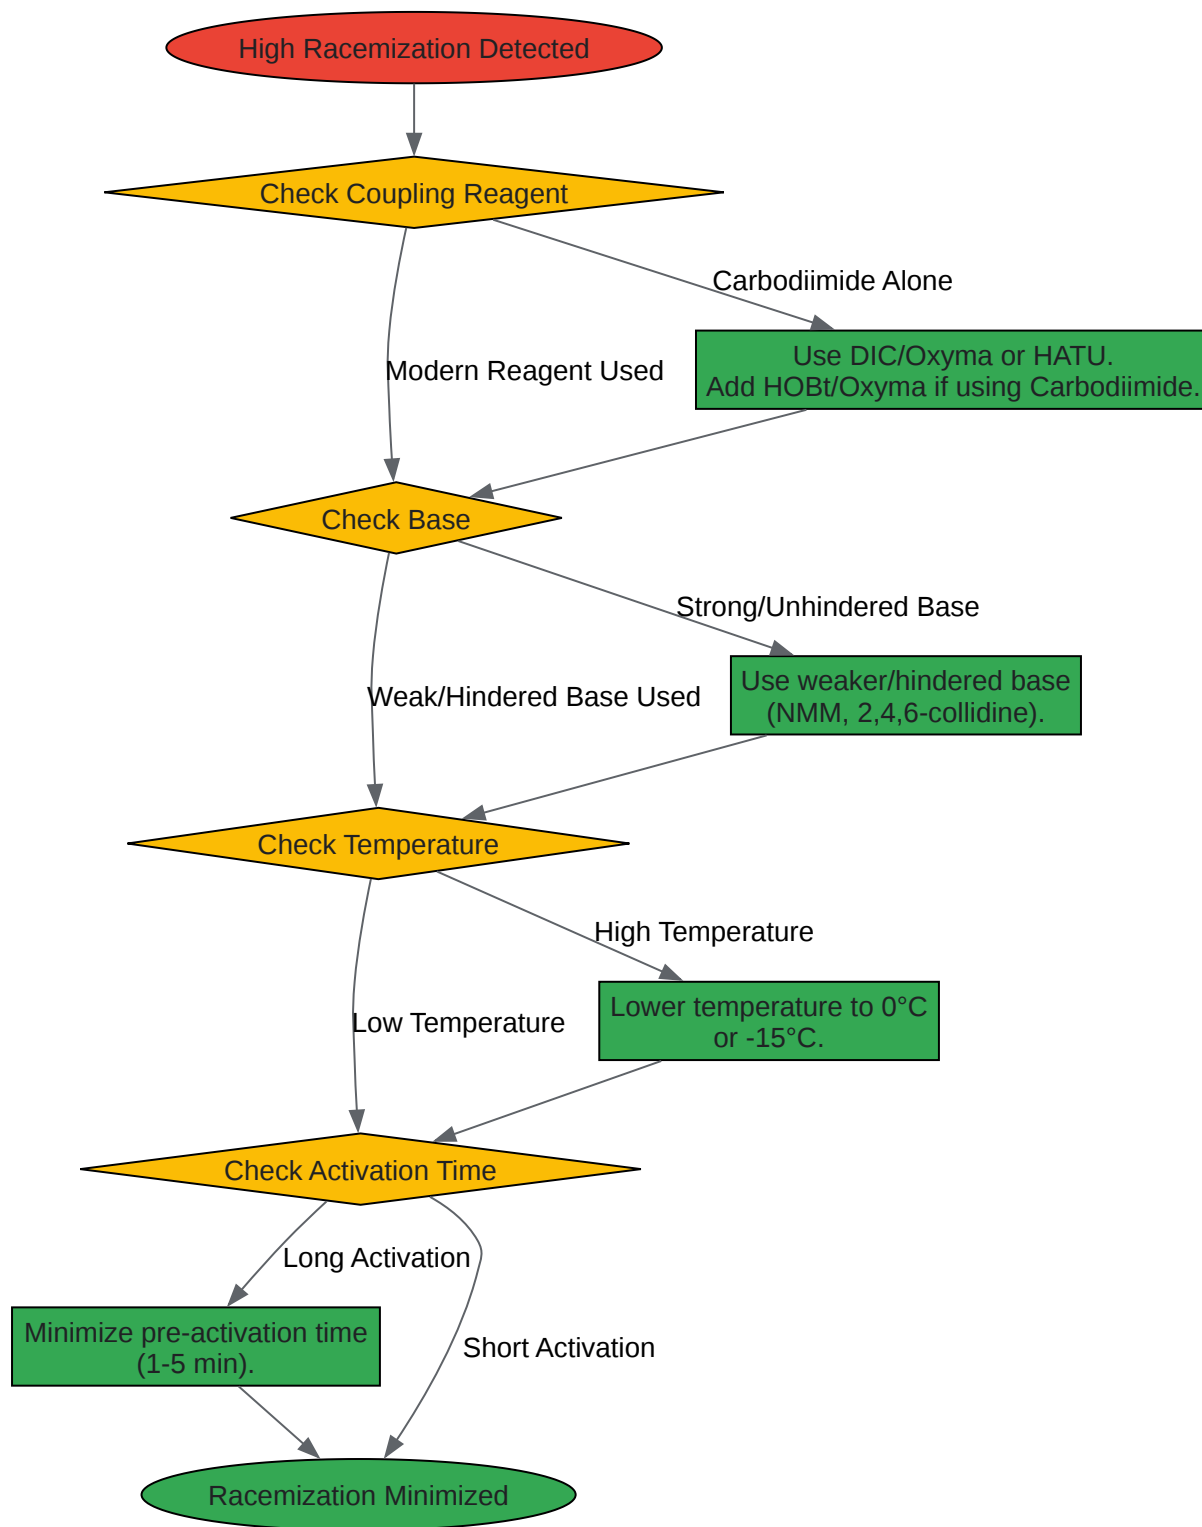 High Racemization Detected
Check Coupling Reagent
Carbodiimide Alone
Modern Reagent Used
Use DIC/Oxyma or HATU.
Add HOBt/Oxyma if using Carbodiimide.
Check Base
Strong/Unhindered Base
Weak/Hindered Base Used
Use weaker/hindered base
(NMM, 2,4,6-collidine).
Check Temperature
High Temperature
Low Temperature
Lower temperature to 0°C
or -15°C.
Check Activation Time
Long Activation
Minimize pre-activation time
(1-5 min).
Short Activation
Racemization Minimized